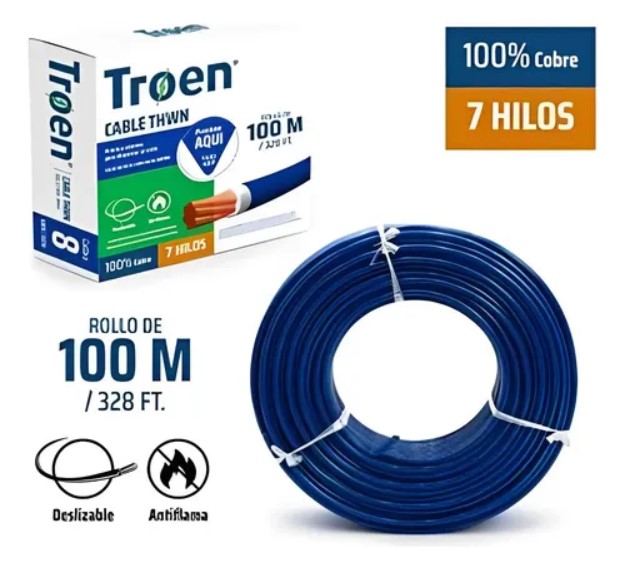 Troen
CABLE THWN
AQUI
100 M
/ 328 FT.
100% Cobre
7 HILOS
Troen
8
100% Cobre
7 HILOS
ROLLO DE
100 M
/ 328 FT.
Deslizable
Antiflama